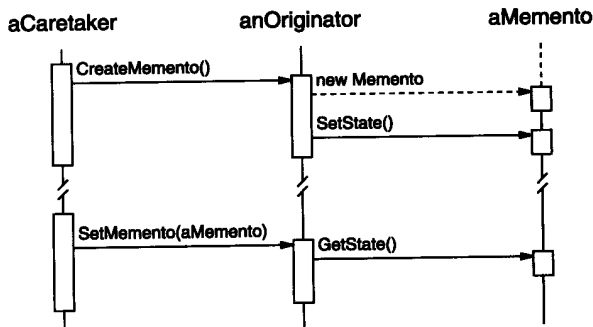 aCaretaker
anOriginator
aMemento
CreateMemento()
new Memento
SetState()
SetMemento(aMemento)
GetState()